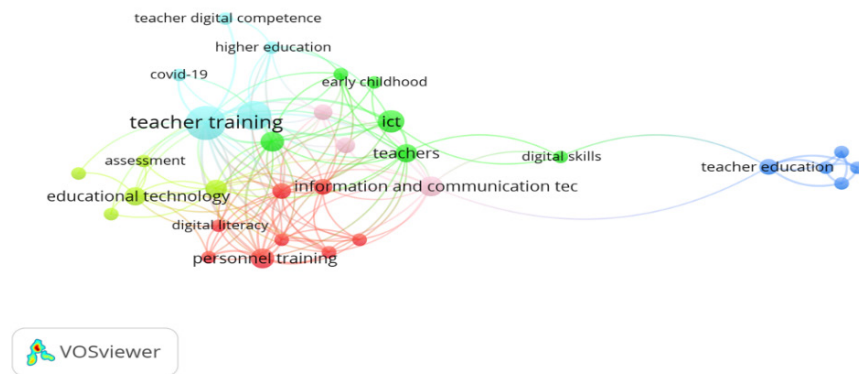 teacher digital competence
higher education
covid-19
early childhood
teacher training
ict
teachers
digital skills
assessment
teacher education
educational technology
information and communication tec
digital literacy
personnel training
VOSviewer